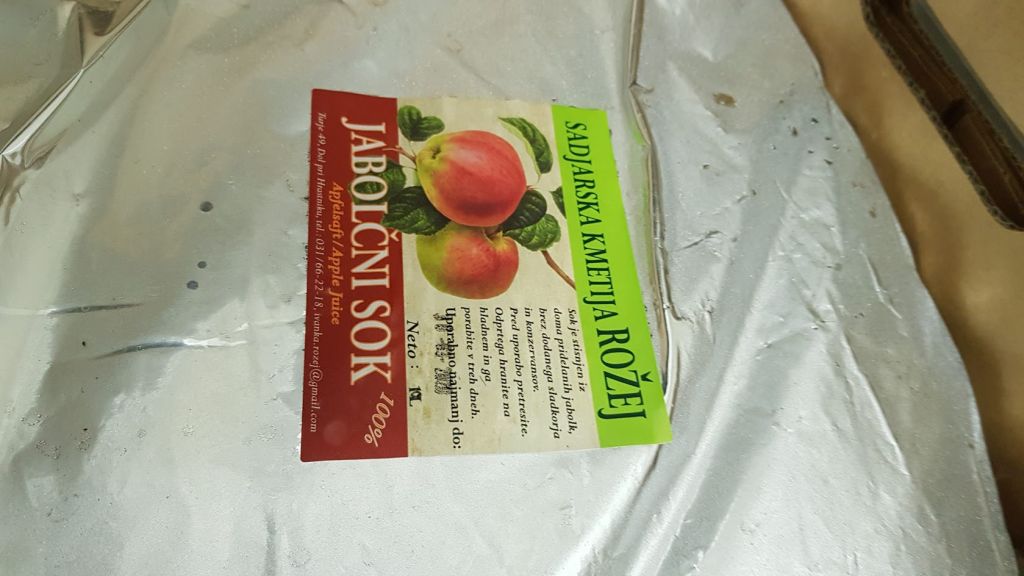 SADJARSKA KMETIJA ROŽEJ
Sok je stisnjen iz
doma pridelanih jabolk,
brez dodanega sladkorja
in konzervansov.
Pred uporabo pretresite.
Odprtega hranite na
hladnem in ga
porabite v treh dneh.
Uporabno najmanj do:
Neto :
JABOLČNI SOK 100%
Apfelsaft / Apple Juice
Turje 49, Dol pri Hrastniku, tel.: 031/ 66-22-18, ivanka.rozej@gmail.com